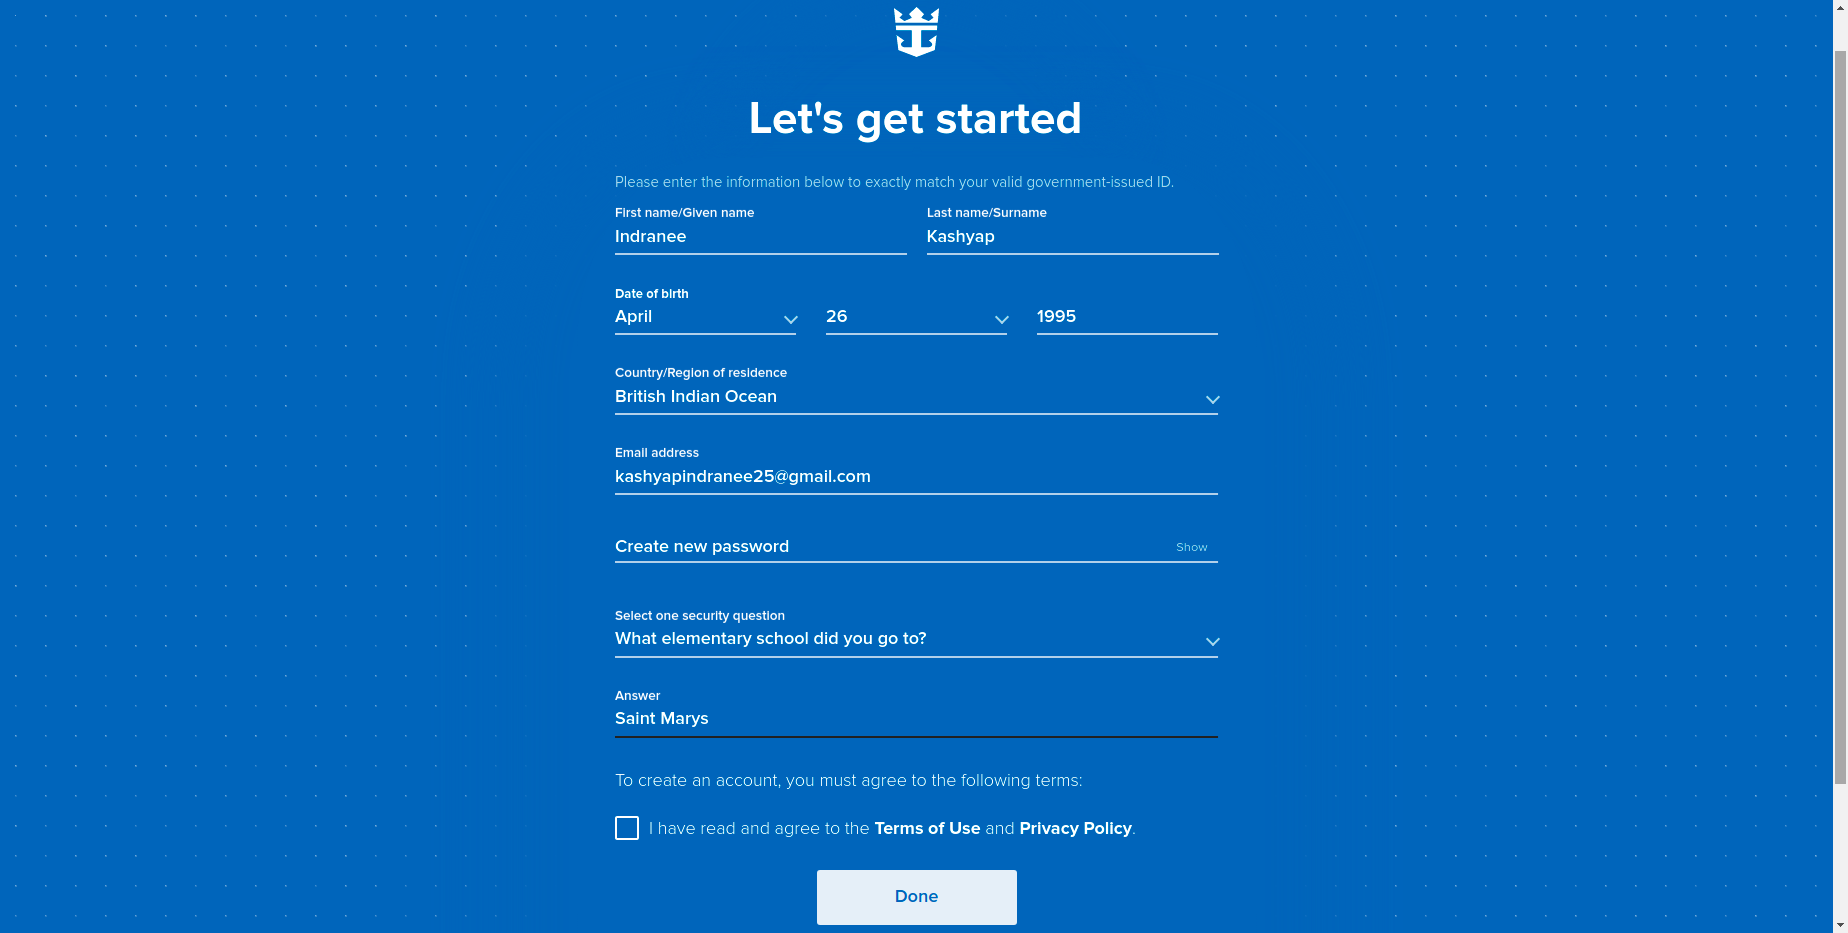 Let's get started
Please enter the information below to exactly match your valid government-issued ID.
First name/Given name Last name/Surname
Indranee Kashyap
Date of birth
April 26 1995
Country/Region of residence
British Indian Ocean
Email address
kashyapindranee25@gmail.com
Create new password Show
Select one security question
What elementary school did you go to?
Answer
Saint Marys
To create an account, you must agree to the following terms:
I have read and agree to the Terms of Use and Privacy Policy.
Done